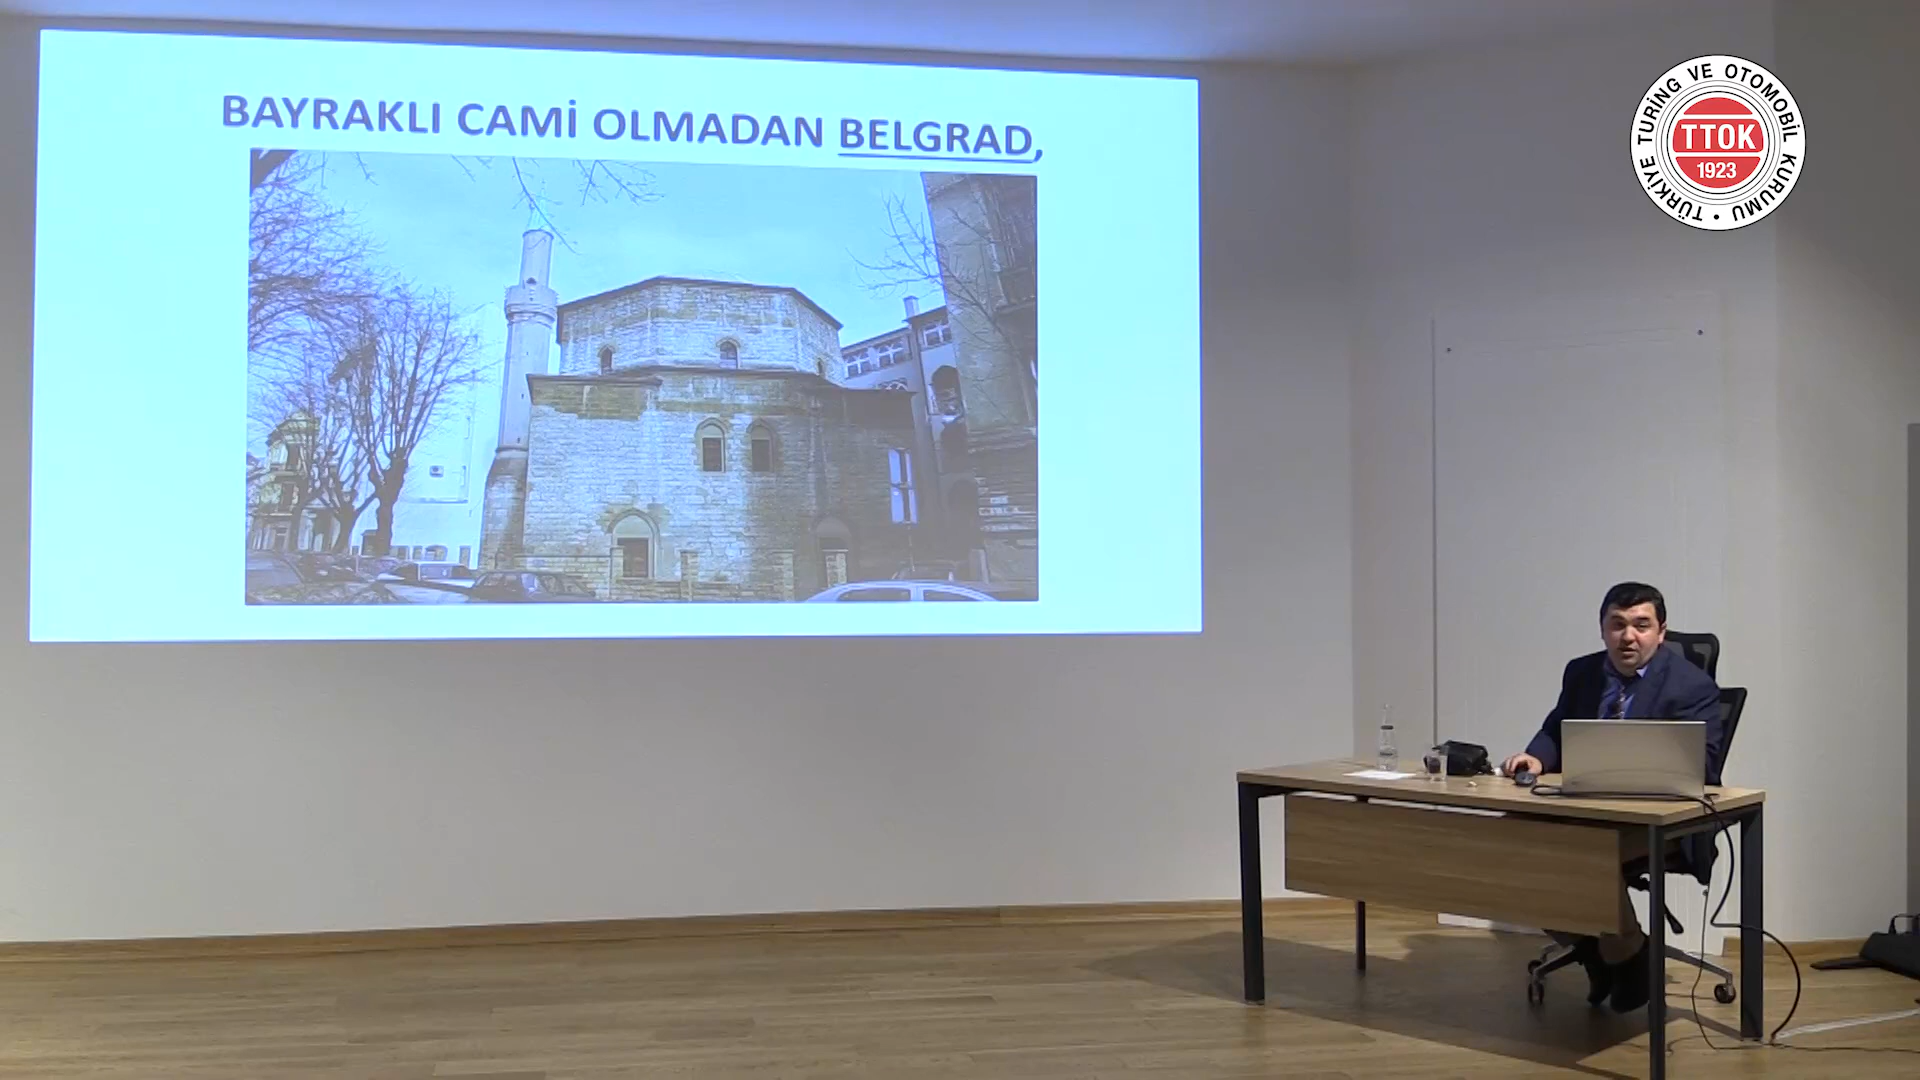 BAYRAKLI CAMİ OLMADAN BELGRAD,
TÜRKİYE TURİNG VE OTOMOBİL KURUMU •
TTOK
1923